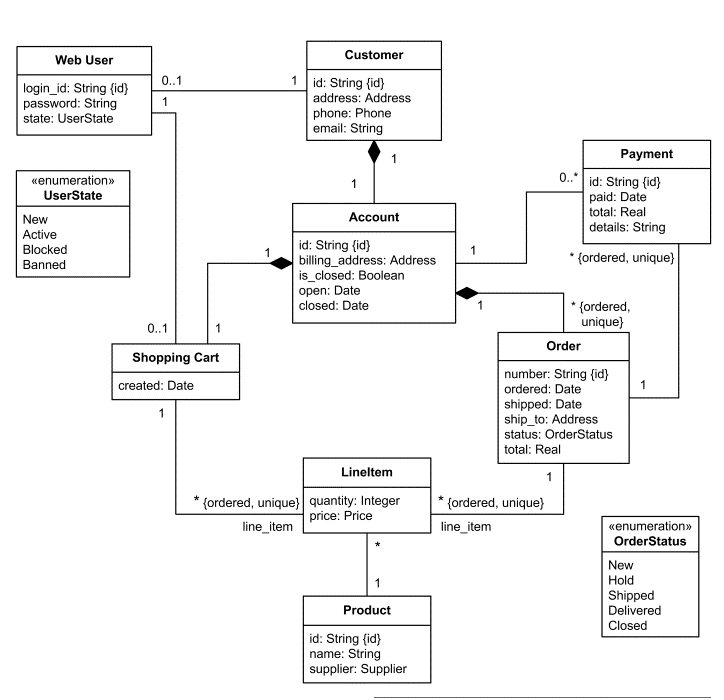 Web User
login_id: String {id}
password: String
state: UserState
0..1
1
1
Customer
id: String {id}
address: Address
phone: Phone
email: String
1
1
«enumeration»
UserState
New
Active
Blocked
Banned
Payment
id: String {id}
paid: Date
total: Real
details: String
0..*
1
* {ordered, unique}
Account
id: String {id}
billing_address: Address
is_closed: Boolean
open: Date
closed: Date
1
1
* {ordered,
unique}
0..1
1
Shopping Cart
created: Date
1
Order
number: String {id}
ordered: Date
shipped: Date
ship_to: Address
status: OrderStatus
total: Real
1
1
LineItem
quantity: Integer
price: Price
* {ordered, unique}
line_item
* {ordered, unique}
line_item
*
1
Product
id: String {id}
name: String
supplier: Supplier
«enumeration»
OrderStatus
New
Hold
Shipped
Delivered
Closed